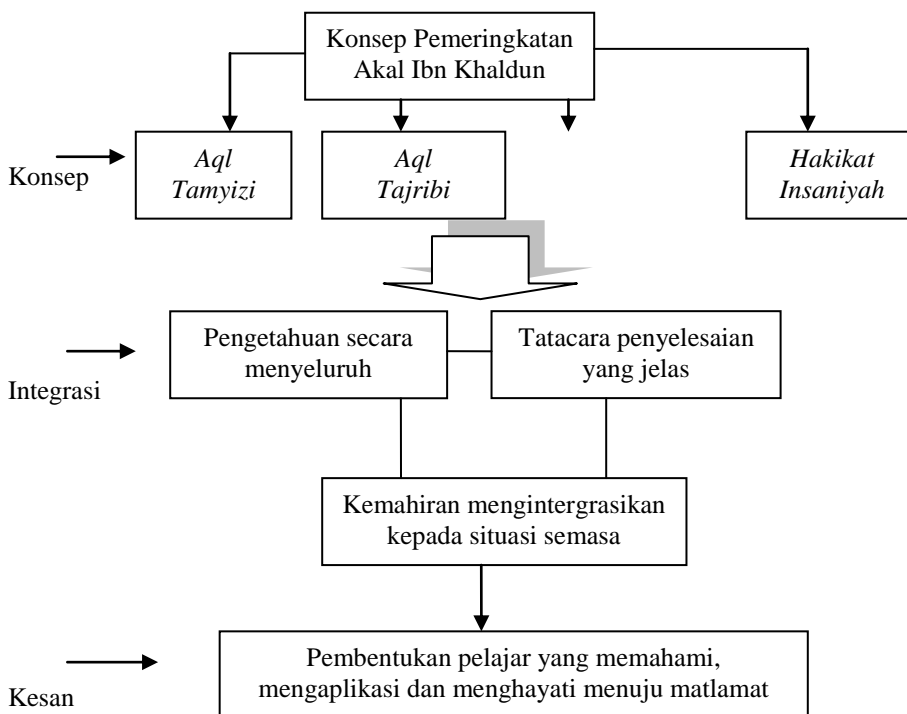 Konsep Pemeringkatan
Akal Ibn Khaldun
Konsep
Aql
Tamyizi
Aql
Tajribi
Hakikat
Insaniyah
Integrasi
Pengetahuan secara
menyeluruh
Tatacara penyelesaian
yang jelas
Kemahiran mengintergrasikan
kepada situasi semasa
Kesan
Pembentukan pelajar yang memahami,
mengaplikasi dan menghayati menuju matlamat